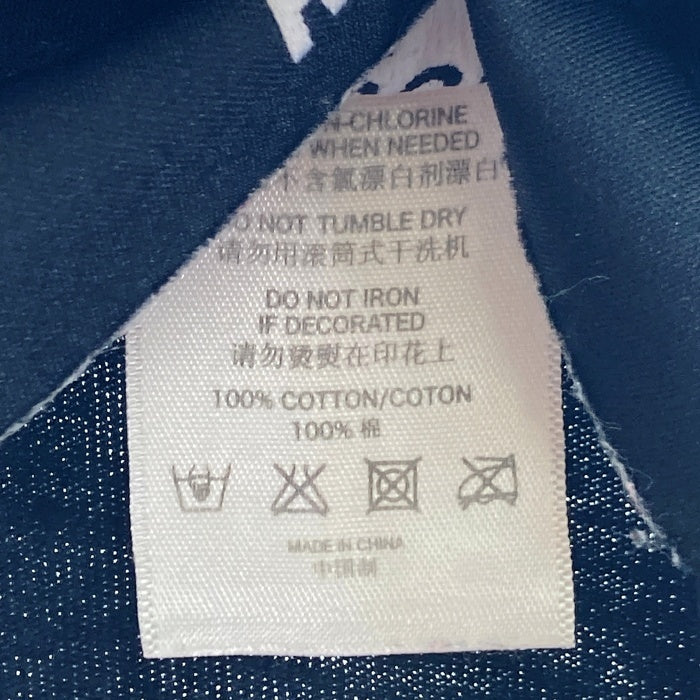 N-CHLORINE
WHEN NEEDED
不含氯漂白剂漂白
O NOT TUMBLE DRY
请勿用滚筒式干洗机
DO NOT IRON
IF DECORATED
请勿烫熨在印花上
100% COTTON/COTON
100% 棉
MADE IN CHINA
中国制